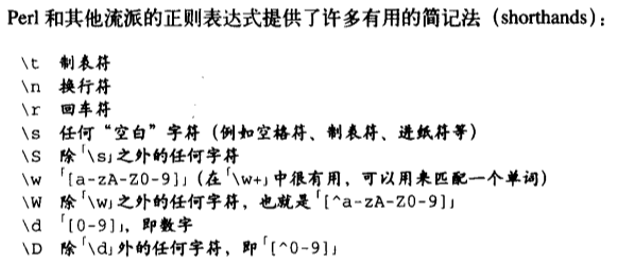 Perl 和其他流派的正则表达式提供了许多有用的简记法（shorthands）：
\t 制表符
\n 换行符
\r 回车符
\s 任何“空白”字符（例如空格符、制表符、进纸符等）
\S 除「\s」之外的任何字符
\w 「[a-zA-Z0-9]」（在「\w+」中很有用，可以用来匹配一个单词）
\W 除「\w」之外的任何字符，也就是「[^a-zA-Z0-9]」
\d 「[0-9]」，即数字
\D 除「\d」外的任何字符，即「[^0-9]」